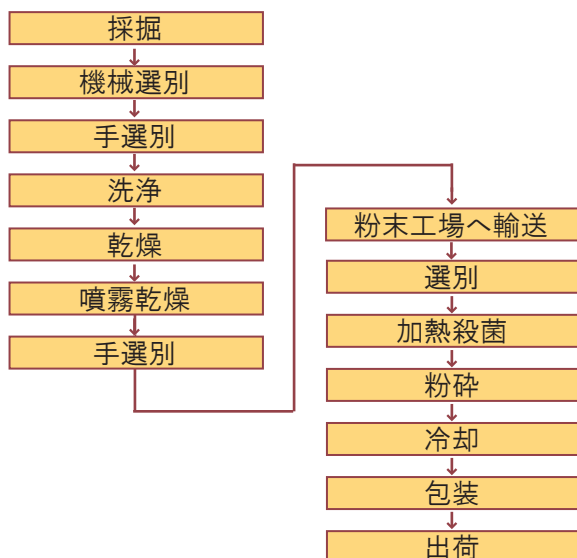 採掘
機械選別
手選別
洗浄
乾燥
噴霧乾燥
手選別
粉末工場へ輸送
選別
加熱殺菌
粉砕
冷却
包装
出荷